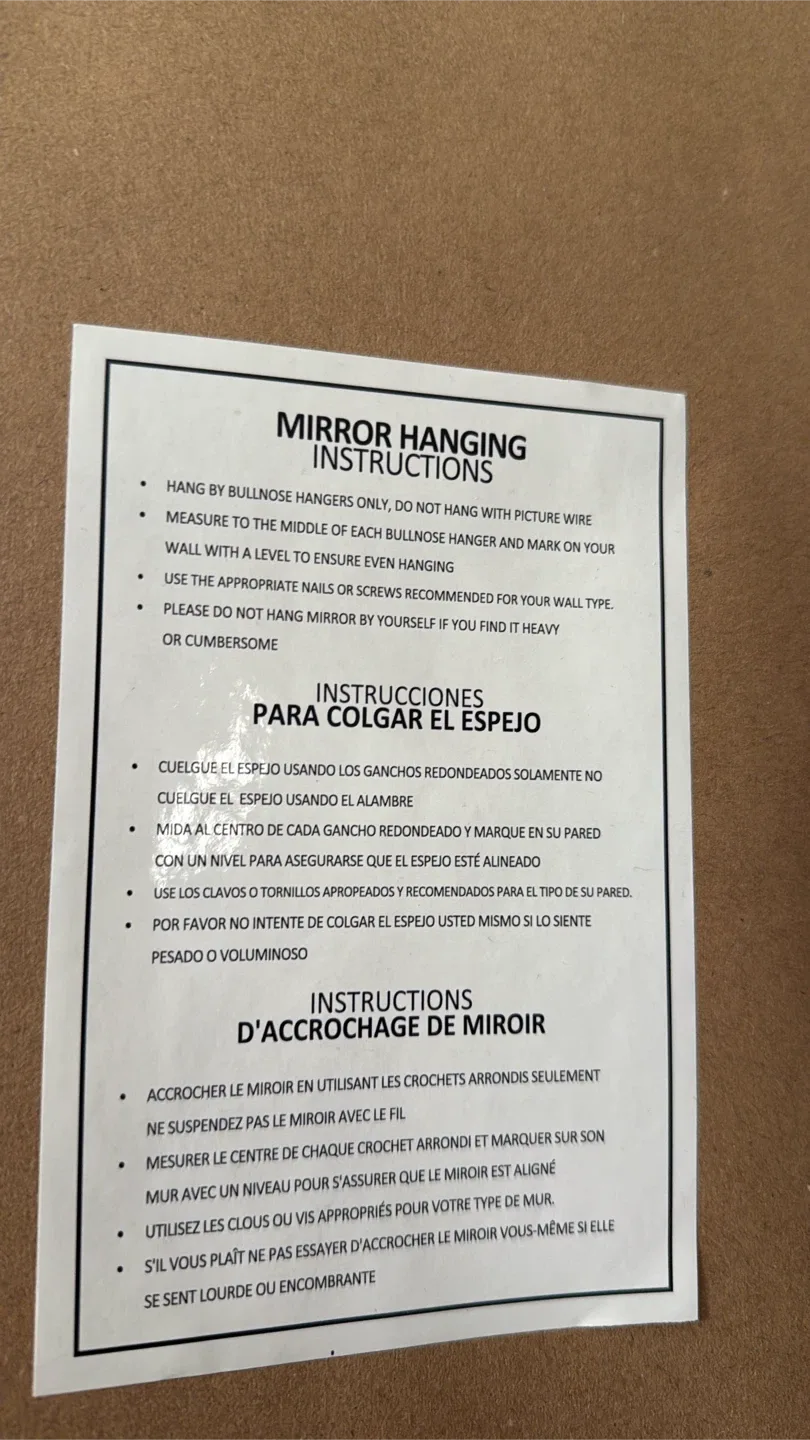 MIRROR HANGING
INSTRUCTIONS
• HANG BY BULLNOSE HANGERS ONLY, DO NOT HANG WITH PICTURE WIRE
• MEASURE TO THE MIDDLE OF EACH BULLNOSE HANGER AND MARK ON YOUR
WALL WITH A LEVEL TO ENSURE EVEN HANGING
• USE THE APPROPRIATE NAILS OR SCREWS RECOMMENDED FOR YOUR WALL TYPE.
• PLEASE DO NOT HANG MIRROR BY YOURSELF IF YOU FIND IT HEAVY
OR CUMBERSOME
INSTRUCCIONES
PARA COLGAR EL ESPEJO
• CUELGUE EL ESPEJO USANDO LOS GANCHOS REDONDEADOS SOLAMENTE NO
CUELGUE EL ESPEJO USANDO EL ALAMBRE
• MIDA AL CENTRO DE CADA GANCHO REDONDEADO Y MARQUE EN SU PARED
CON UN NIVEL PARA ASEGURARSE QUE EL ESPEJO ESTÉ ALINEADO
• USE LOS CLAVOS O TORNILLOS APROPEADOS Y RECOMENDADOS PARA EL TIPO DE SU PARED.
• POR FAVOR NO INTENTE DE COLGAR EL ESPEJO USTED MISMO SI LO SIENTE
PESADO O VOLUMINOSO
INSTRUCTIONS
D'ACCROCHAGE DE MIROIR
• ACCROCHER LE MIROIR EN UTILISANT LES CROCHETS ARRONDIS SEULEMENT
NE SUSPENDEZ PAS LE MIROIR AVEC LE FIL
• MESURER LE CENTRE DE CHAQUE CROCHET ARRONDI ET MARQUER SUR SON
MUR AVEC UN NIVEAU POUR S'ASSURER QUE LE MIROIR EST ALIGNÉ
• UTILISEZ LES CLOUS OU VIS APPROPRIÉS POUR VOTRE TYPE DE MUR.
• S'IL VOUS PLAÎT NE PAS ESSAYER D'ACCROCHER LE MIROIR VOUS-MÊME SI ELLE
SE SENT LOURDE OU ENCOMBRANTE